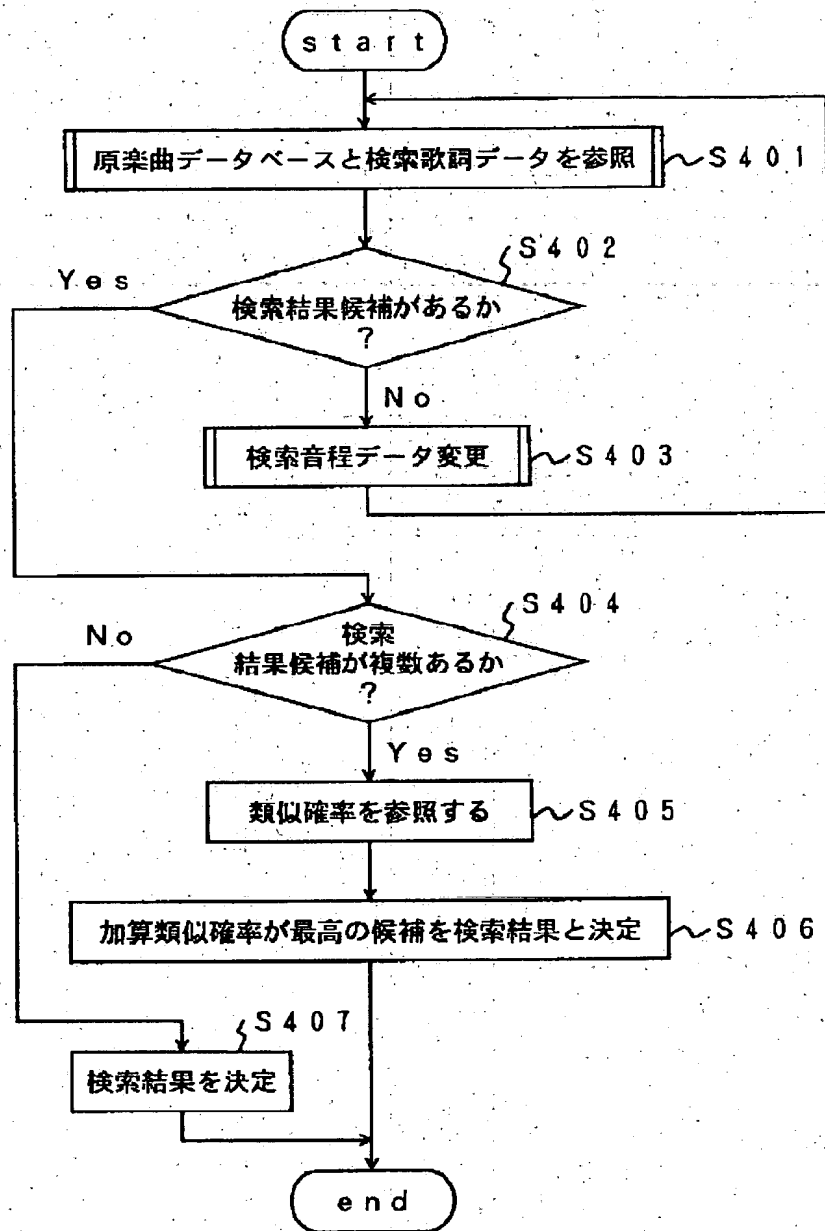 start
原楽曲データベースと検索歌詞データを参照 S401
S402
Yes
検索結果候補があるか
?
No
検索音程データ変更 S403
S404
No
検索
結果候補が複数あるか
?
Yes
類似確率を参照する S405
加算類似確率が最高の候補を検索結果と決定 S406
S407
検索結果を決定
end